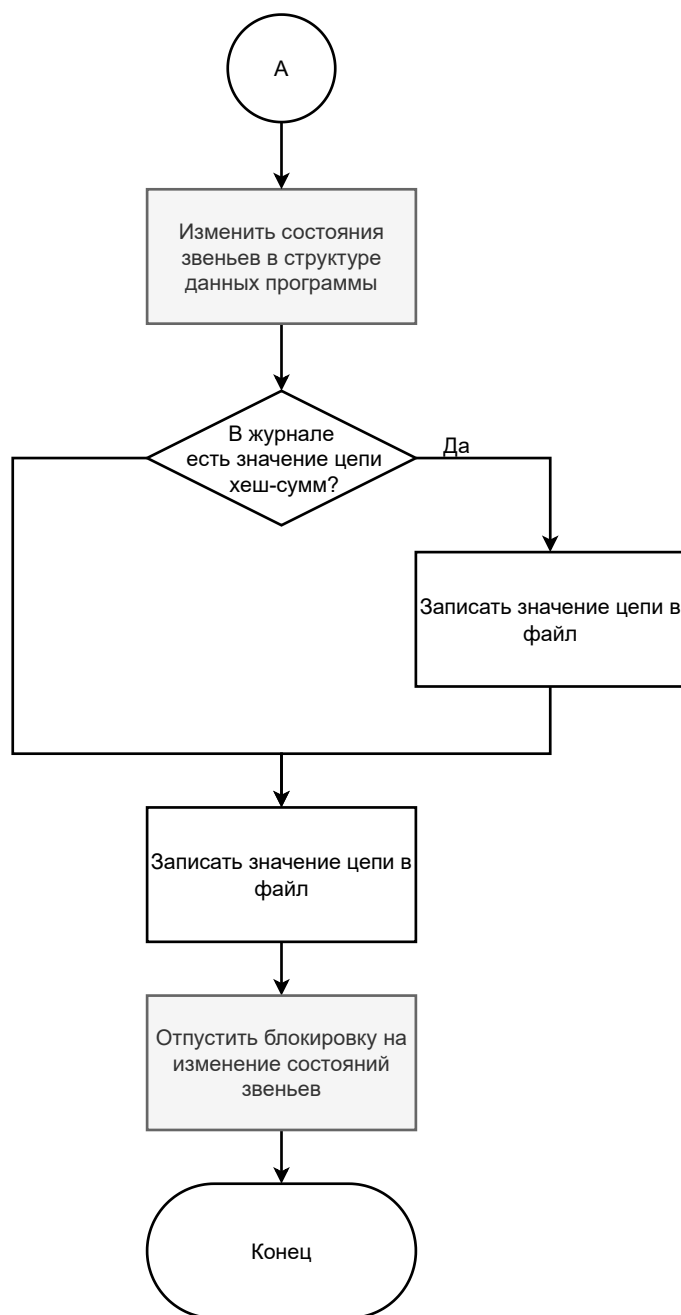 А
Изменить состояния
звеньев в структуре
данных программы
В журнале
есть значение цепи
хеш-сумм?
Да
Записать значение цепи в
файл
Записать значение цепи в
файл
Отпустить блокировку на
изменение состояний
звеньев
Конец